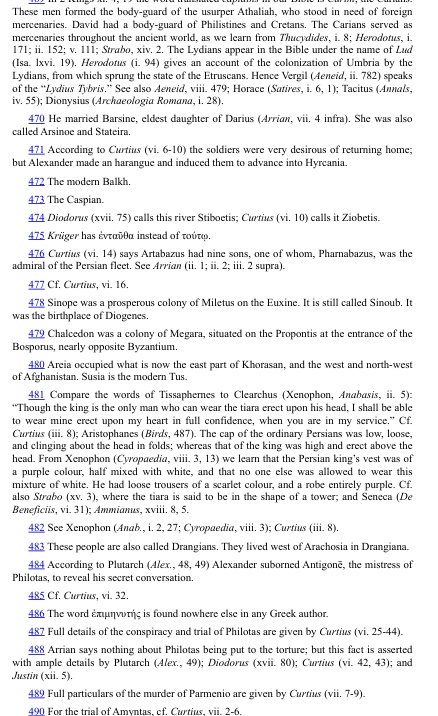 These men formed the body-guard of the usurper Athaliah, who stood in need of foreign
mercenaries. David had a body-guard of Philistines and Cretans. The Carians served as
mercenaries throughout the ancient world, as we learn from Thucydides, i. 8; Herodotus, i.
171; ii. 152; v. 111; Strabo, xiv. 2. The Lydians appear in the Bible under the name of Lud
(Isa. lxvi. 19). Herodotus (i. 94) gives an account of the colonization of Umbria by the
Lydians, from which sprung the state of the Etruscans. Hence Vergil (Aeneid, ii. 782) speaks
of the “Lydius Tybris.” See also Aeneid, viii. 479; Horace (Satires, i. 6, 1); Tacitus (Annals,
iv. 55); Dionysius (Archaeologia Romana, i. 28).
470 He married Barsine, eldest daughter of Darius (Arrian, vii. 4 infra). She was also
called Arsinoe and Stateira.
471 According to Curtius (vi. 6-10) the soldiers were very desirous of returning home;
but Alexander made an harangue and induced them to advance into Hyrcania.
472 The modern Balkh.
473 The Caspian.
474 Diodorus (xvii. 75) calls this river Stiboetis; Curtius (vi. 10) calls it Ziobetis.
475 Krüger has ἐνταῦθα instead of τούτῳ.
476 Curtius (vi. 14) says Artabazus had nine sons, one of whom, Pharnabazus, was the
admiral of the Persian fleet. See Arrian (ii. 1; ii. 2; iii. 2 supra).
477 Cf. Curtius, vi. 16.
478 Sinope was a prosperous colony of Miletus on the Euxine. It is still called Sinoub. It
was the birthplace of Diogenes.
479 Chalcedon was a colony of Megara, situated on the Propontis at the entrance of the
Bosporus, nearly opposite Byzantium.
480 Areia occupied what is now the east part of Khorasan, and the west and north-west
of Afghanistan. Susia is the modern Tus.
481 Compare the words of Tissaphernes to Clearchus (Xenophon, Anabasis, ii. 5):
“Though the king is the only man who can wear the tiara erect upon his head, I shall be able
to wear mine erect upon my heart in full confidence, when you are in my service.” Cf.
Curtius (iii. 8); Aristophanes (Birds, 487). The cap of the ordinary Persians was low, loose,
and clinging about the head in folds; whereas that of the king was high and erect above the
head. From Xenophon (Cyropaedia, viii. 3, 13) we learn that the Persian king’s vest was of
a purple colour, half mixed with white, and that no one else was allowed to wear this
mixture of white. He had loose trousers of a scarlet colour, and a robe entirely purple. Cf.
also Strabo (xv. 3), where the tiara is said to be in the shape of a tower; and Seneca (De
Beneficiis, vi. 31); Ammianus, xviii. 8, 5.
482 See Xenophon (Anab., i. 2, 27; Cyropaedia, viii. 3); Curtius (iii. 8).
483 These people are also called Drangians. They lived west of Arachosia in Drangiana.
484 According to Plutarch (Alex., 48, 49) Alexander suborned Antigonē, the mistress of
Philotas, to reveal his secret conversation.
485 Cf. Curtius, vi. 32.
486 The word ἐπιμηνυτής is found nowhere else in any Greek author.
487 Full details of the conspiracy and trial of Philotas are given by Curtius (vi. 25-44).
488 Arrian says nothing about Philotas being put to the torture; but this fact is asserted
with ample details by Plutarch (Alex., 49); Diodorus (xvii. 80); Curtius (vi. 42, 43); and
Justin (xii. 5).
489 Full particulars of the murder of Parmenio are given by Curtius (vii. 7-9).
490 For the trial of Amyntas, cf. Curtius, vii. 2-6.